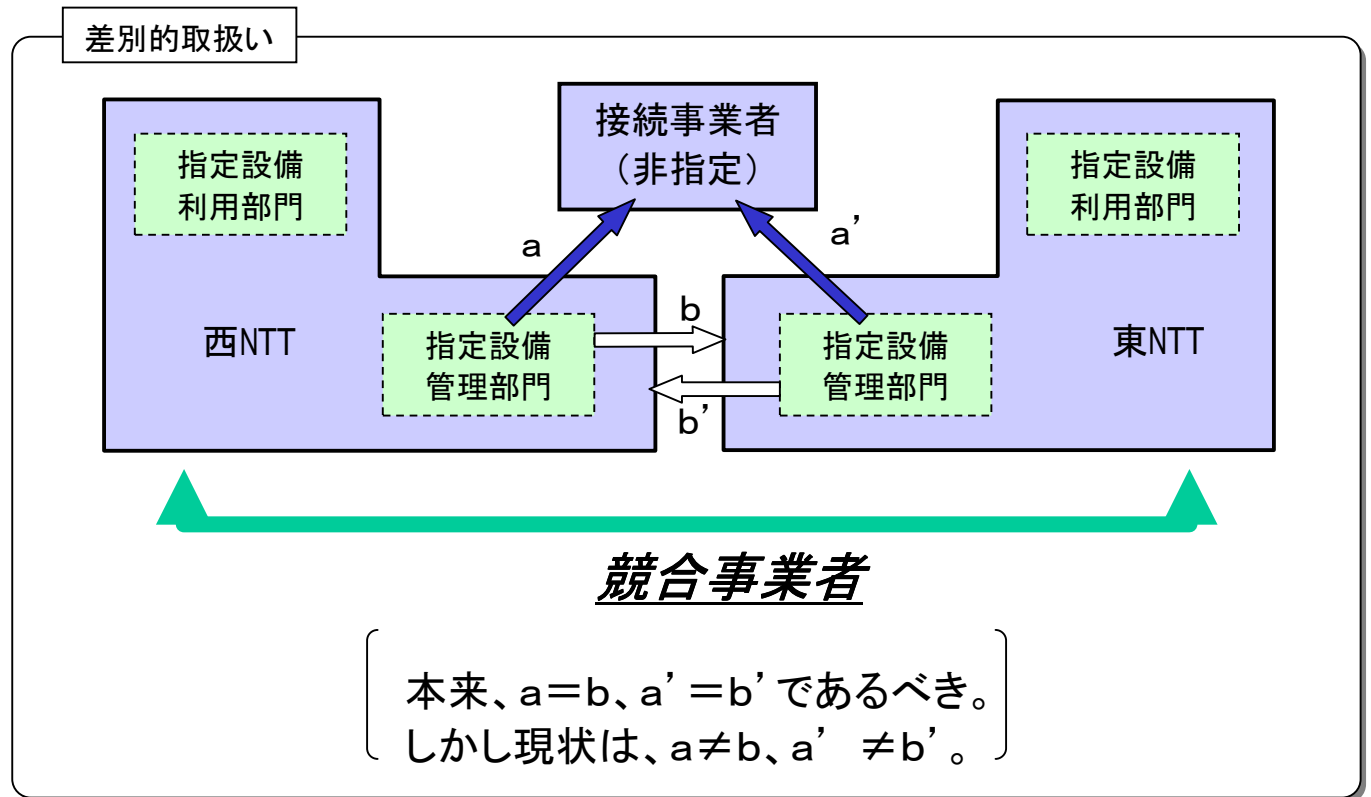 差別的取扱い
接続事業者
（非指定）
指定設備
利用部門
指定設備
利用部門
a
a’
西NTT
指定設備
管理部門
b
b’
指定設備
管理部門
東NTT
競合事業者
本来、a＝b、a’＝b’であるべき。
しかし現状は、a≠b、a’ ≠b’。